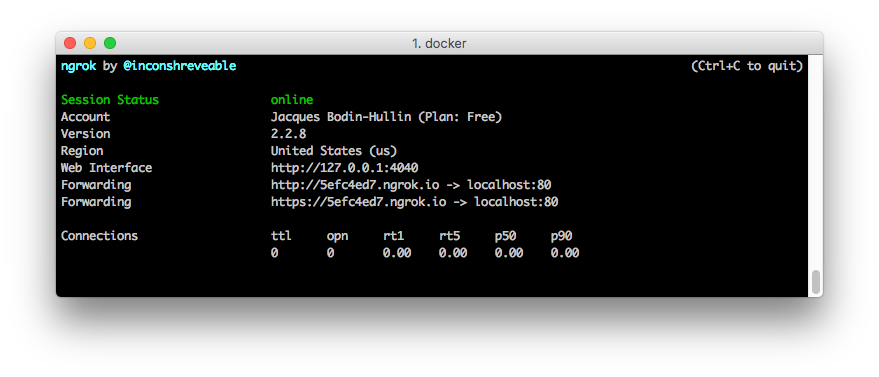 1. docker
ngrok by @inconshreveable (Ctrl+C to quit)
Session Status online
Account Jacques Bodin-Hullin (Plan: Free)
Version 2.2.8
Region United States (us)
Web Interface http://127.0.0.1:4040
Forwarding http://5efc4ed7.ngrok.io -> localhost:80
Forwarding https://5efc4ed7.ngrok.io -> localhost:80
Connections ttl opn rt1 rt5 p50 p90
0 0 0.00 0.00 0.00 0.00